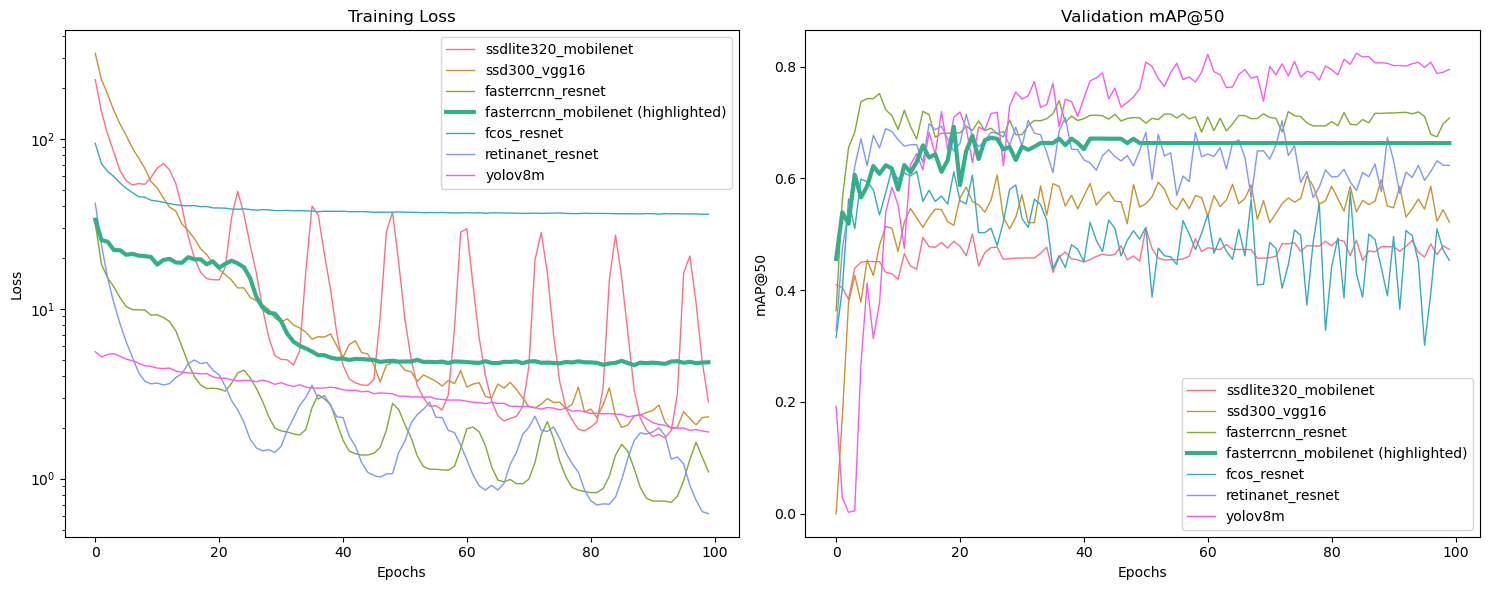 Training Loss
Loss
10²
10¹
10⁰
0
20
40
60
80
100
Epochs
ssdlite320_mobilenet
ssd300_vgg16
fasterrcnn_resnet
fasterrcnn_mobilenet (highlighted)
fcos_resnet
retinanet_resnet
yolov8m
Validation mAP@50
mAP@50
0.8
0.6
0.4
0.2
0.0
0
20
40
60
80
100
Epochs
ssdlite320_mobilenet
ssd300_vgg16
fasterrcnn_resnet
fasterrcnn_mobilenet (highlighted)
fcos_resnet
retinanet_resnet
yolov8m